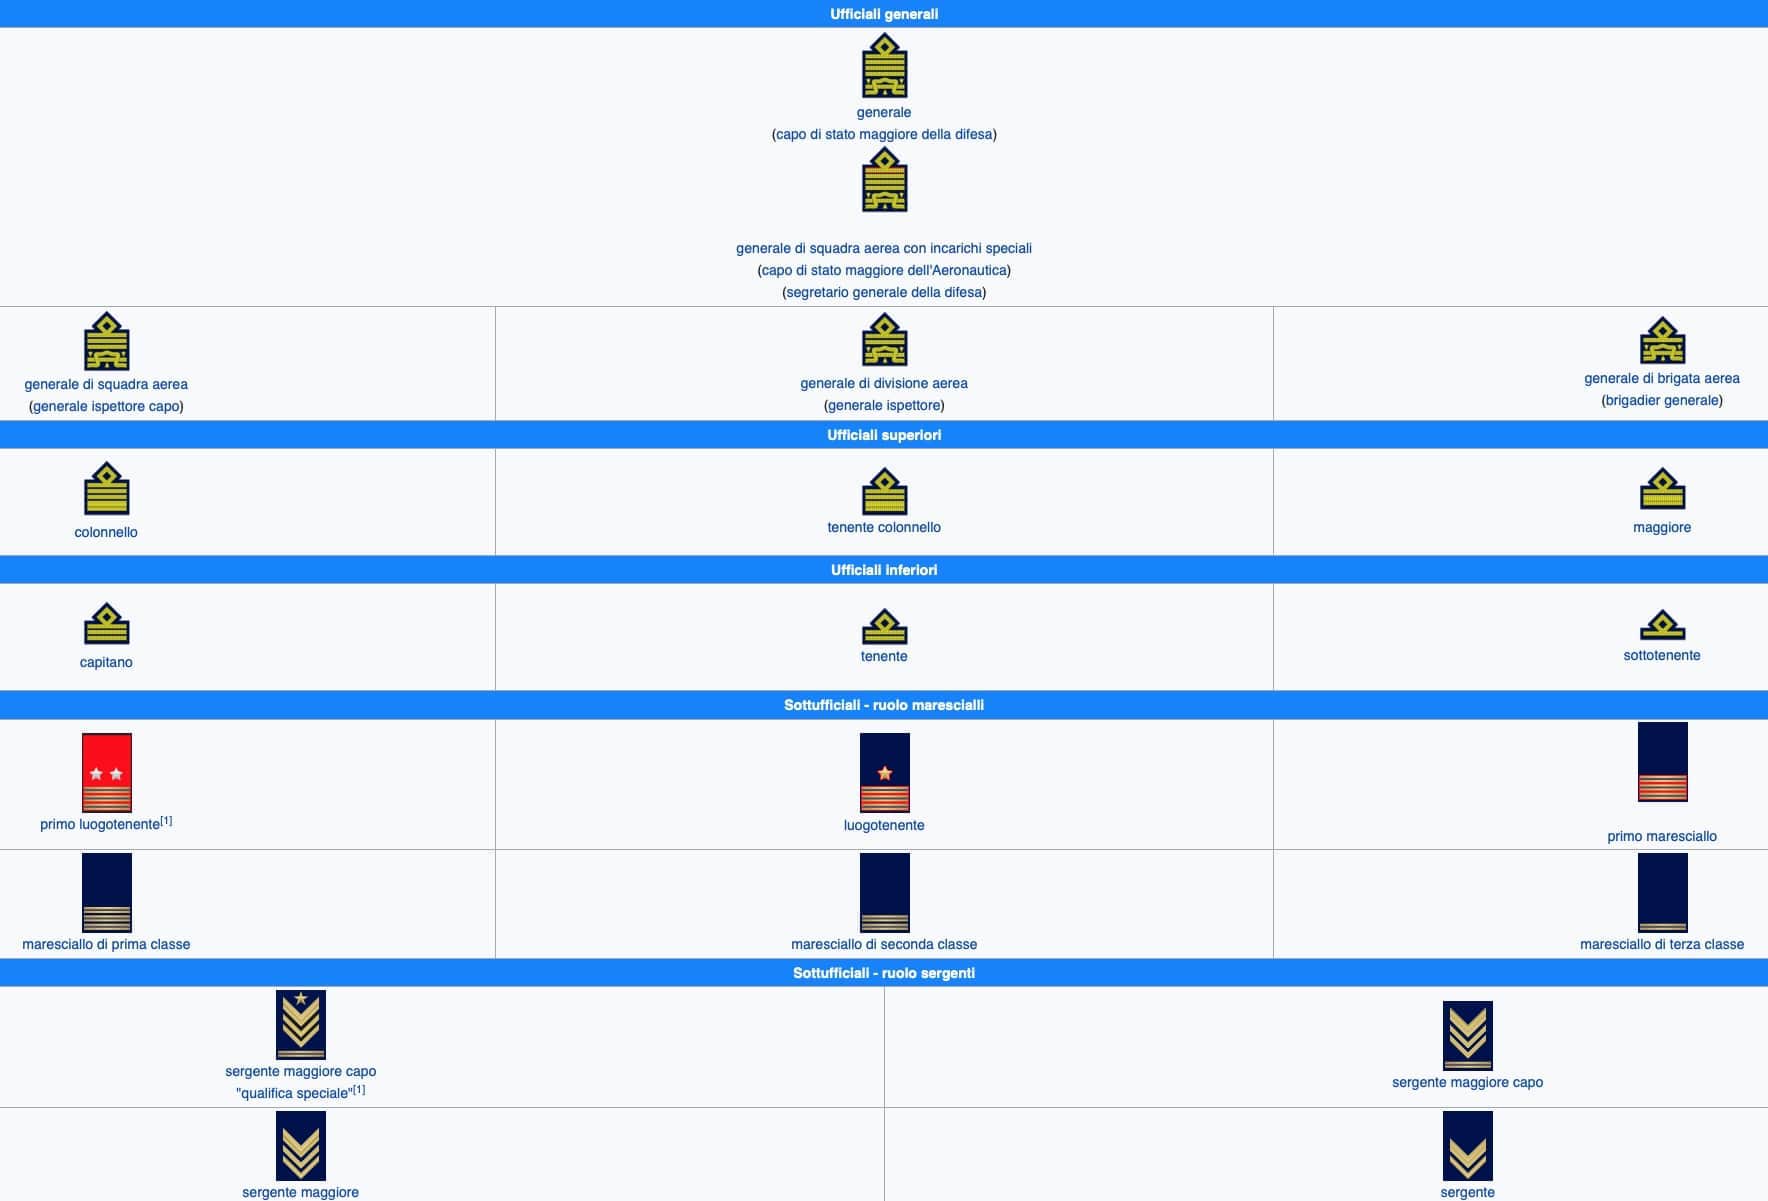 Ufficiali generali
generale
(capo di stato maggiore della difesa)
generale di squadra aerea con incarichi speciali
(capo di stato maggiore dell'Aeronautica)
(segretario generale della difesa)
generale di squadra aerea
(generale ispettore capo)
generale di divisione aerea
(generale ispettore)
generale di brigata aerea
(brigadier generale)
Ufficiali superiori
colonnello
tenente colonnello
maggiore
Ufficiali inferiori
capitano
tenente
sottotenente
Sottufficiali - ruolo marescialli
primo luogotenente[1]
luogotenente
primo maresciallo
maresciallo di prima classe
maresciallo di seconda classe
maresciallo di terza classe
Sottufficiali - ruolo sergenti
sergente maggiore capo
"qualifica speciale"[1]
sergente maggiore capo
sergente maggiore
sergente